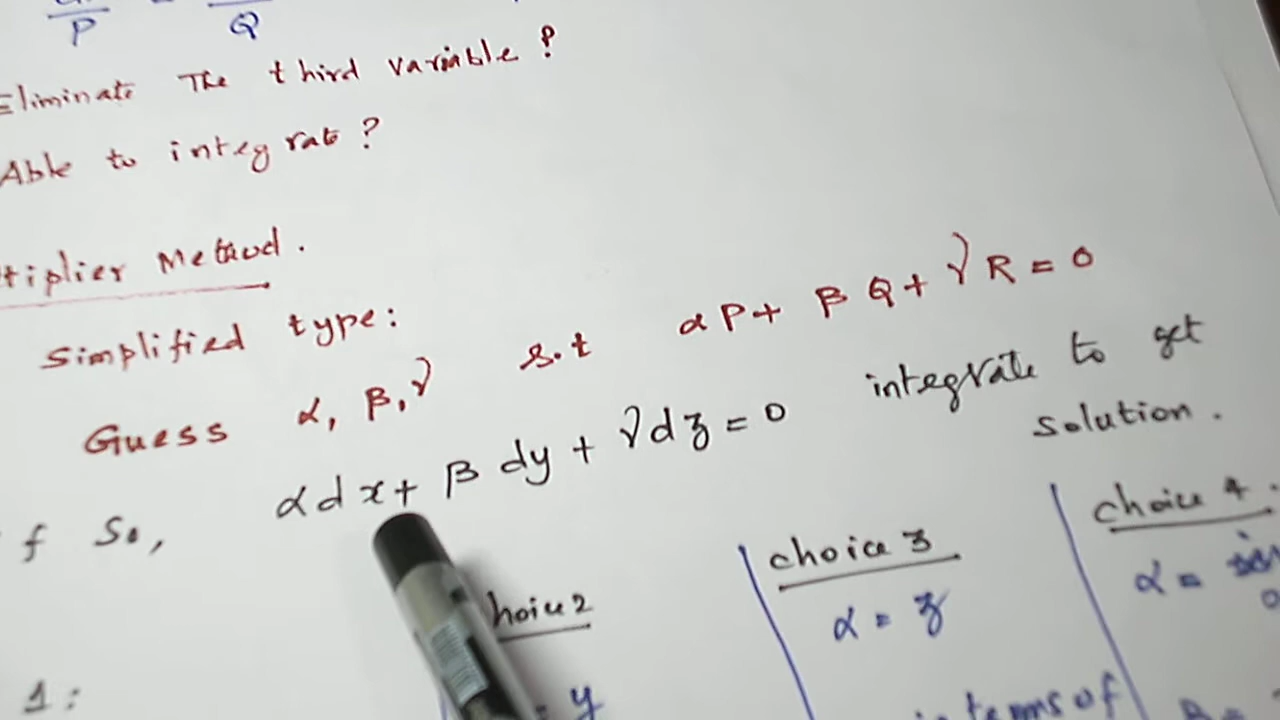 P Q
Eliminate The third variable?
Able to integrate?
tiplier Method.
Simplified type:
Guess α, β, γ s.t αP + βQ + γR = 0
f So, αdx + βdy + γdz = 0 integrate to get
solution.
hoice 2 choice 3 choice 4.
1: = y α = z α =
in terms of